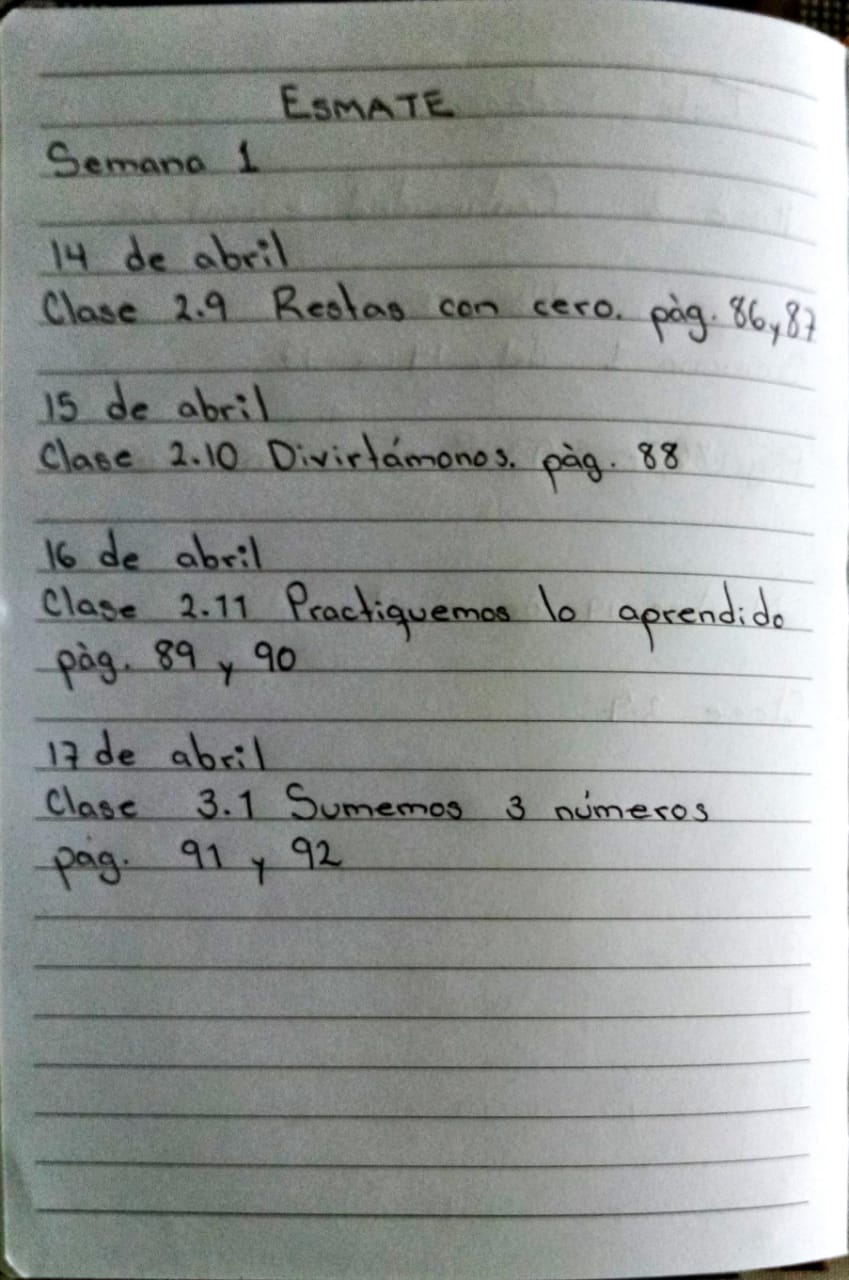 ESMATE
Semana 1
14 de abril
Clase 2.9 Restas con cero. pàg. 86 y 87
15 de abril
Clase 2.10 Divirtámonos. pàg. 88
16 de abril
Clase 2.11 Practiquemos lo aprendido
pàg. 89 y 90
17 de abril
Clase 3.1 Sumemos 3 números
pág. 91 y 92